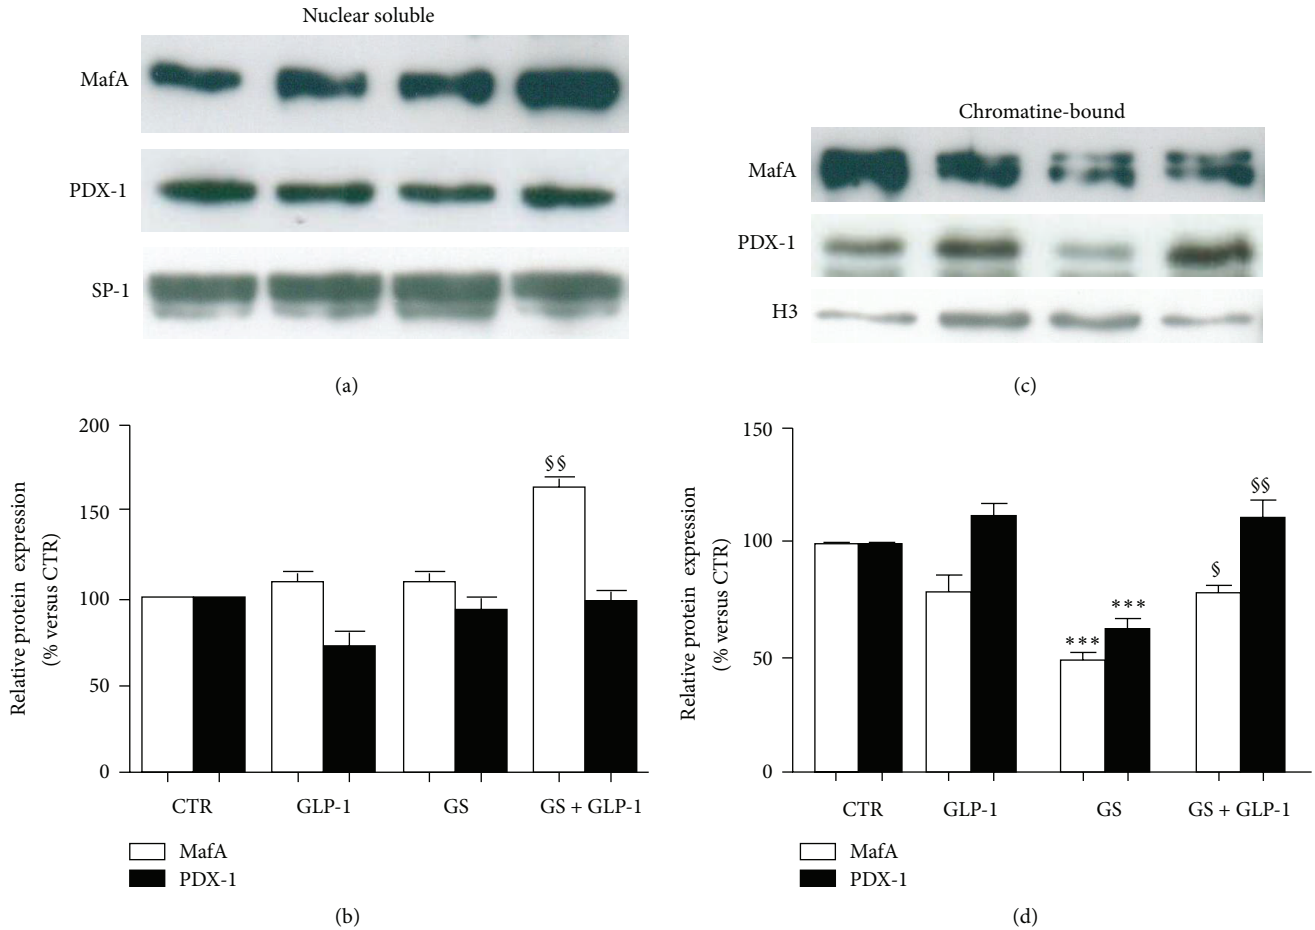 Nuclear soluble
MafA
PDX-1
SP-1
(a)
Chromatine-bound
MafA
PDX-1
H3
(c)
Relative protein expression
(% versus CTR)
200
150
100
50
0
§§
CTR
GLP-1
GS
GS + GLP-1
MafA
PDX-1
(b)
Relative protein expression
(% versus CTR)
150
100
50
0
***
***
§
§§
CTR
GLP-1
GS
GS + GLP-1
MafA
PDX-1
(d)